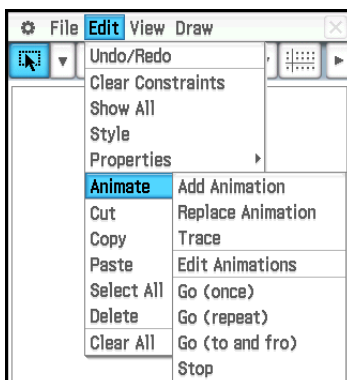 File Edit View Draw
Undo/Redo
Clear Constraints
Show All
Style
Properties
Animate
Cut
Copy
Paste
Select All
Delete
Clear All
Add Animation
Replace Animation
Trace
Edit Animations
Go (once)
Go (repeat)
Go (to and fro)
Stop